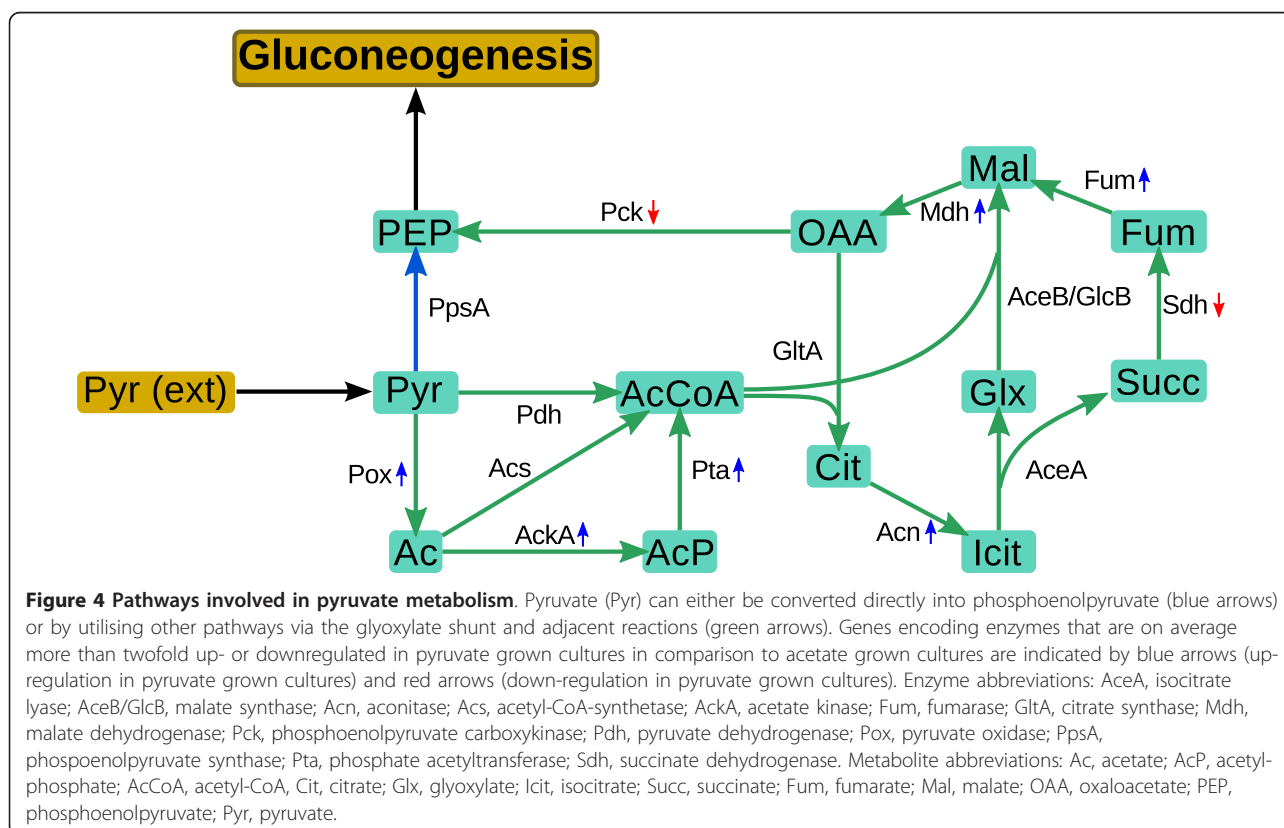 Gluconeogenesis
Mal
Fum
Pck
Mdh
PEP
OAA
Fum
PpsA
AceB/GlcB
Sdh
GltA
Pyr (ext)
Pyr
AcCoA
Glx
Succ
Pdh
Pox
Acs
Pta
Cit
AceA
AckA
Acn
Ac
AcP
Icit
Figure 4 Pathways involved in pyruvate metabolism. Pyruvate (Pyr) can either be converted directly into phosphoenolpyruvate (blue arrows)
or by utilising other pathways via the glyoxylate shunt and adjacent reactions (green arrows). Genes encoding enzymes that are on average
more than twofold up- or downregulated in pyruvate grown cultures in comparison to acetate grown cultures are indicated by blue arrows (up-
regulation in pyruvate grown cultures) and red arrows (down-regulation in pyruvate grown cultures). Enzyme abbreviations: AceA, isocitrate
lyase; AceB/GlcB, malate synthase; Acn, aconitase; Acs, acetyl-CoA-synthetase; AckA, acetate kinase; Fum, fumarase; GltA, citrate synthase; Mdh,
malate dehydrogenase; Pck, phosphoenolpyruvate carboxykinase; Pdh, pyruvate dehydrogenase; Pox, pyruvate oxidase; PpsA,
phospoenolpyruvate synthase; Pta, phosphate acetyltransferase; Sdh, succinate dehydrogenase. Metabolite abbreviations: Ac, acetate; AcP, acetyl-
phosphate; AcCoA, acetyl-CoA, Cit, citrate; Glx, glyoxylate; Icit, isocitrate; Succ, succinate; Fum, fumarate; Mal, malate; OAA, oxaloacetate; PEP,
phosphoenolpyruvate; Pyr, pyruvate.